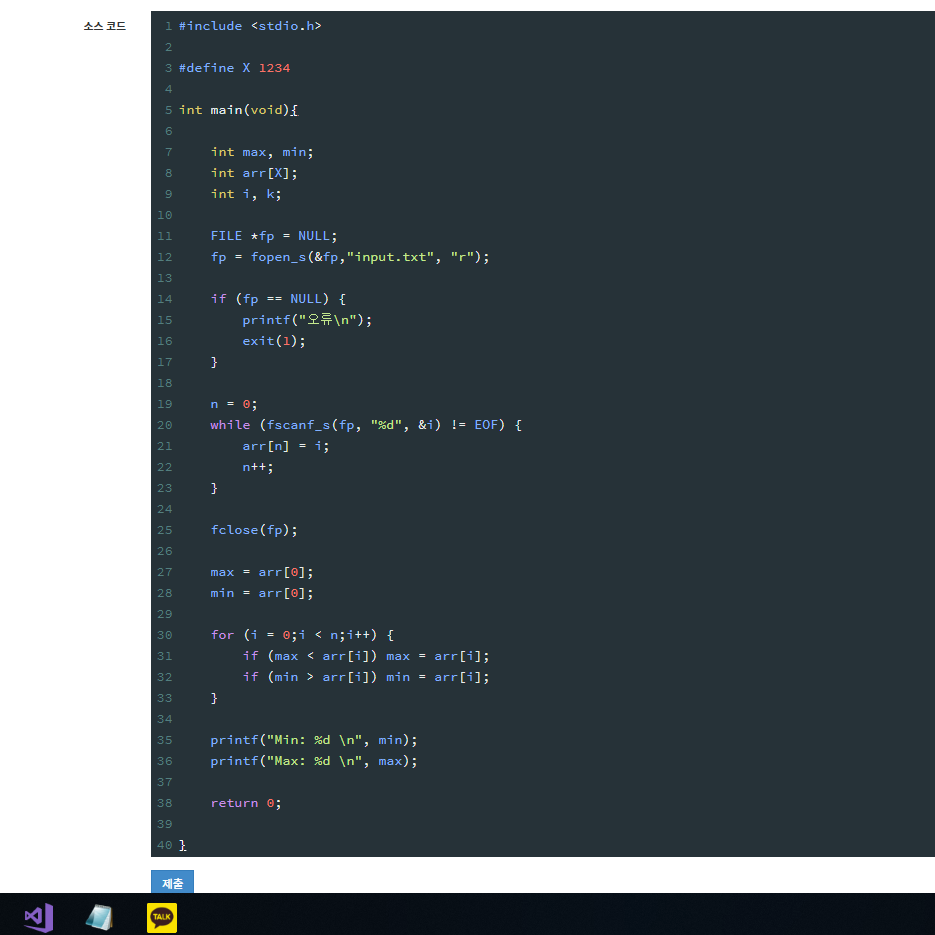 소스 코드
1 #include <stdio.h>
2
3 #define X 1234
4
5 int main(void){
6
7     int max, min;
8     int arr[X];
9     int i, k;
10
11     FILE *fp = NULL;
12     fp = fopen_s(&fp,"input.txt", "r");
13
14     if (fp == NULL) {
15         printf("오류\n");
16         exit(1);
17     }
18
19     n = 0;
20     while (fscanf_s(fp, "%d", &i) != EOF) {
21         arr[n] = i;
22         n++;
23     }
24
25     fclose(fp);
26
27     max = arr[0];
28     min = arr[0];
29
30     for (i = 0;i < n;i++) {
31         if (max < arr[i]) max = arr[i];
32         if (min > arr[i]) min = arr[i];
33     }
34
35     printf("Min: %d \n", min);
36     printf("Max: %d \n", max);
37
38     return 0;
39
40 }
제출
TALK